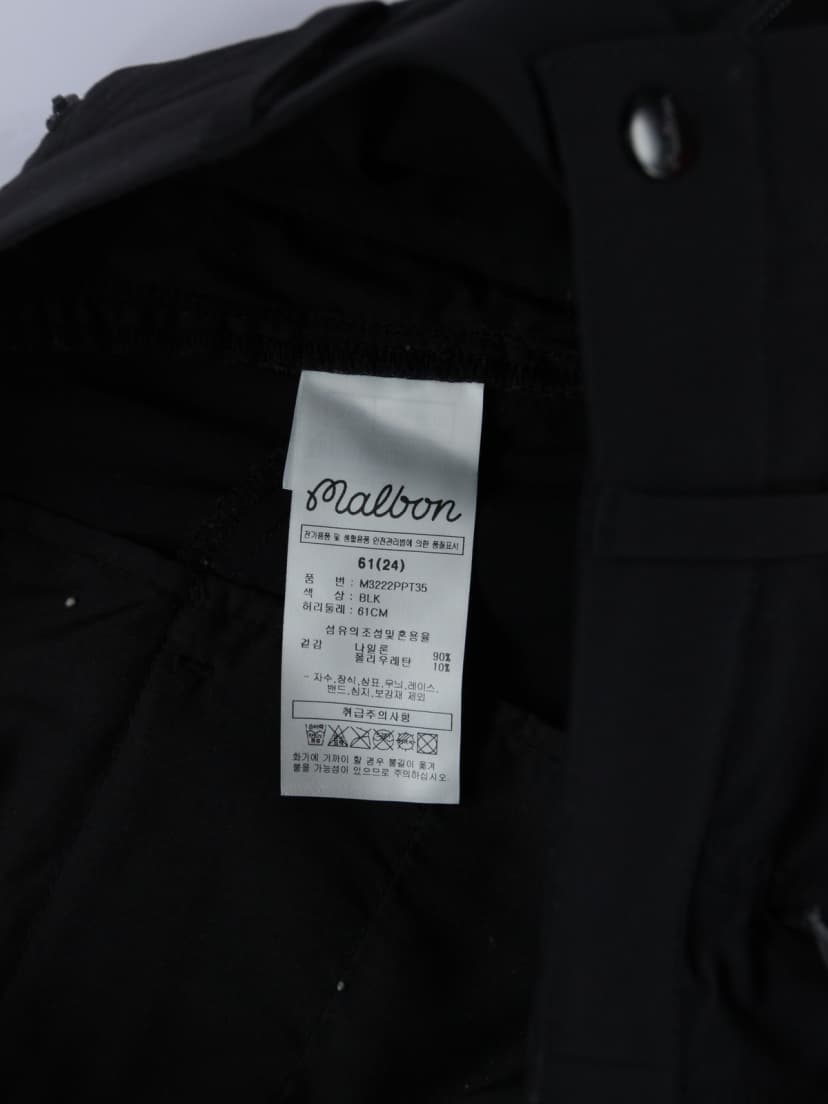 malbon
전기용품 및 생활용품 안전관리법에 의한 품질표시
61(24)
품 번 : M3222PPT35
색 상 : BLK
허리둘레 : 61CM
섬유의조성및혼용율
겉감 나일론 90%
폴리우레탄 10%
- 자수,장식,상표,무늬,레이스,
밴드,심지,보강재 제외
취급주의사항
화기에 가까이 할 경우 불길이 옮겨
붙을 가능성이 있으므로 주의하십시오.